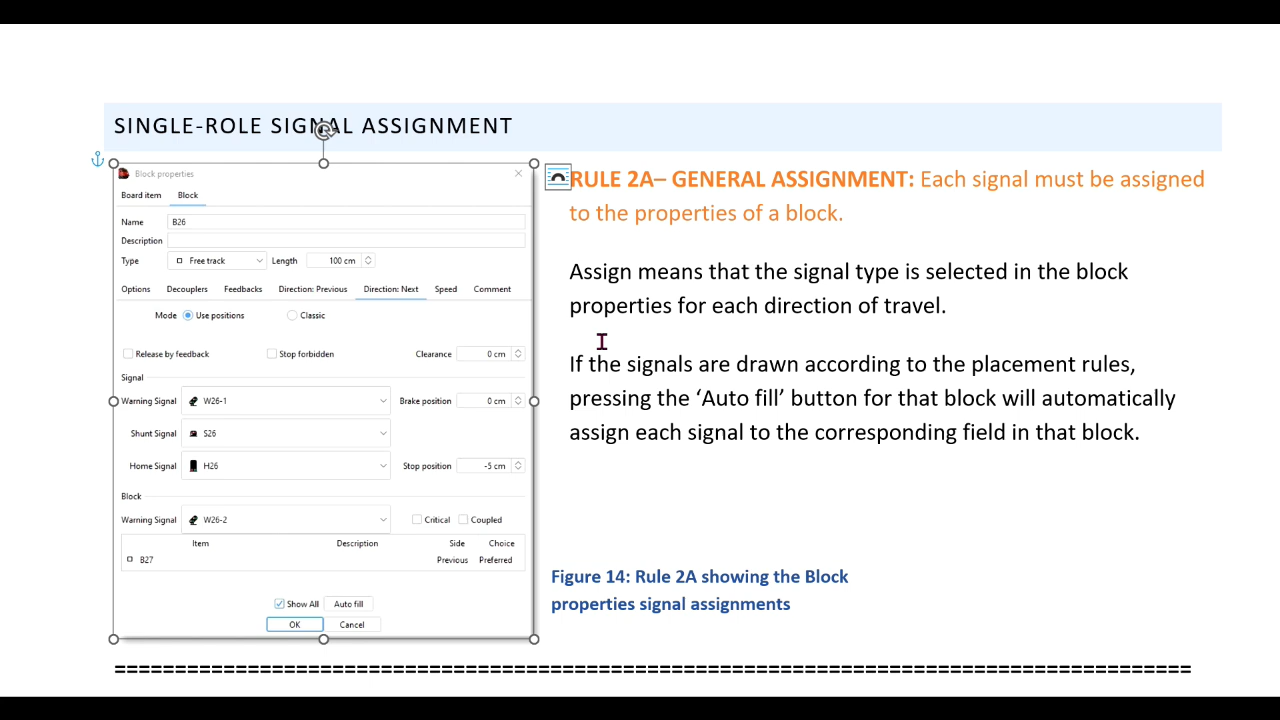 SINGLE-ROLE SIGNAL ASSIGNMENT
Block properties
Board item Block
Name B26
Description
Type Free track Length 100 cm
Options Decouplers Feedbacks Direction: Previous Direction: Next Speed Comment
Mode Use positions Classic
Release by feedback Stop forbidden Clearance 0 cm
Signal
Warning Signal W26-1 Brake position 0 cm
Shunt Signal S26
Home Signal H26 Stop position -5 cm
Block
Warning Signal W26-2 Critical Coupled
Item Description Side Choice
B27 Previous Preferred
Show All Auto fill
OK Cancel
RULE 2A– GENERAL ASSIGNMENT: Each signal must be assigned
to the properties of a block.
Assign means that the signal type is selected in the block
properties for each direction of travel.
If the signals are drawn according to the placement rules,
pressing the ‘Auto fill’ button for that block will automatically
assign each signal to the corresponding field in that block.
Figure 14: Rule 2A showing the Block
properties signal assignments
==========================================================================================